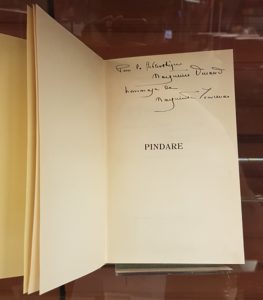 Pour la Bibliothèque
Marguerite Durand
hommage de
Marguerite Yourcenar
PINDARE